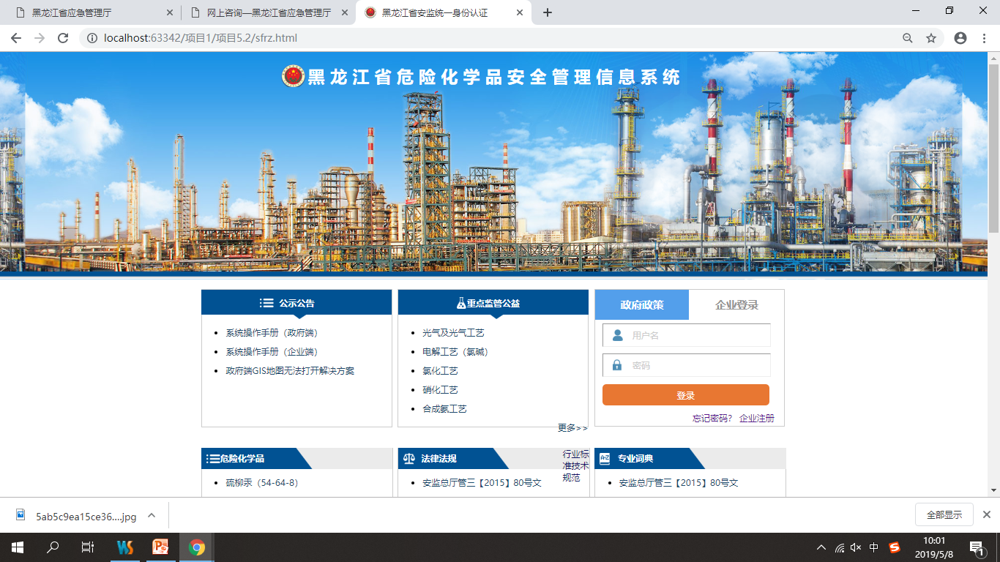 黑龙江省应急管理厅
网上咨询—黑龙江省应急管理厅
黑龙江省安监统一身份认证
localhost:63342/项目1/项目5.2/sfrz.html
黑龙江省危险化学品安全管理信息系统
公示公告
系统操作手册（政府端）
系统操作手册（企业端）
政府端GIS地图无法打开解决方案
重点监管公益
光气及光气工艺
电解工艺（氯碱）
氯化工艺
硝化工艺
合成氨工艺
更多>>
政府政策
企业登录
用户名
密码
登录
忘记密码？ 企业注册
危险化学品
硫柳汞（54-64-8）
法律法规
行业标
准技术
规范
安监总厅管三【2015】80号文
专业词典
安监总厅管三【2015】80号文
5ab5c9ea15ce36....jpg
全部显示
中
10:01
2019/5/8
1